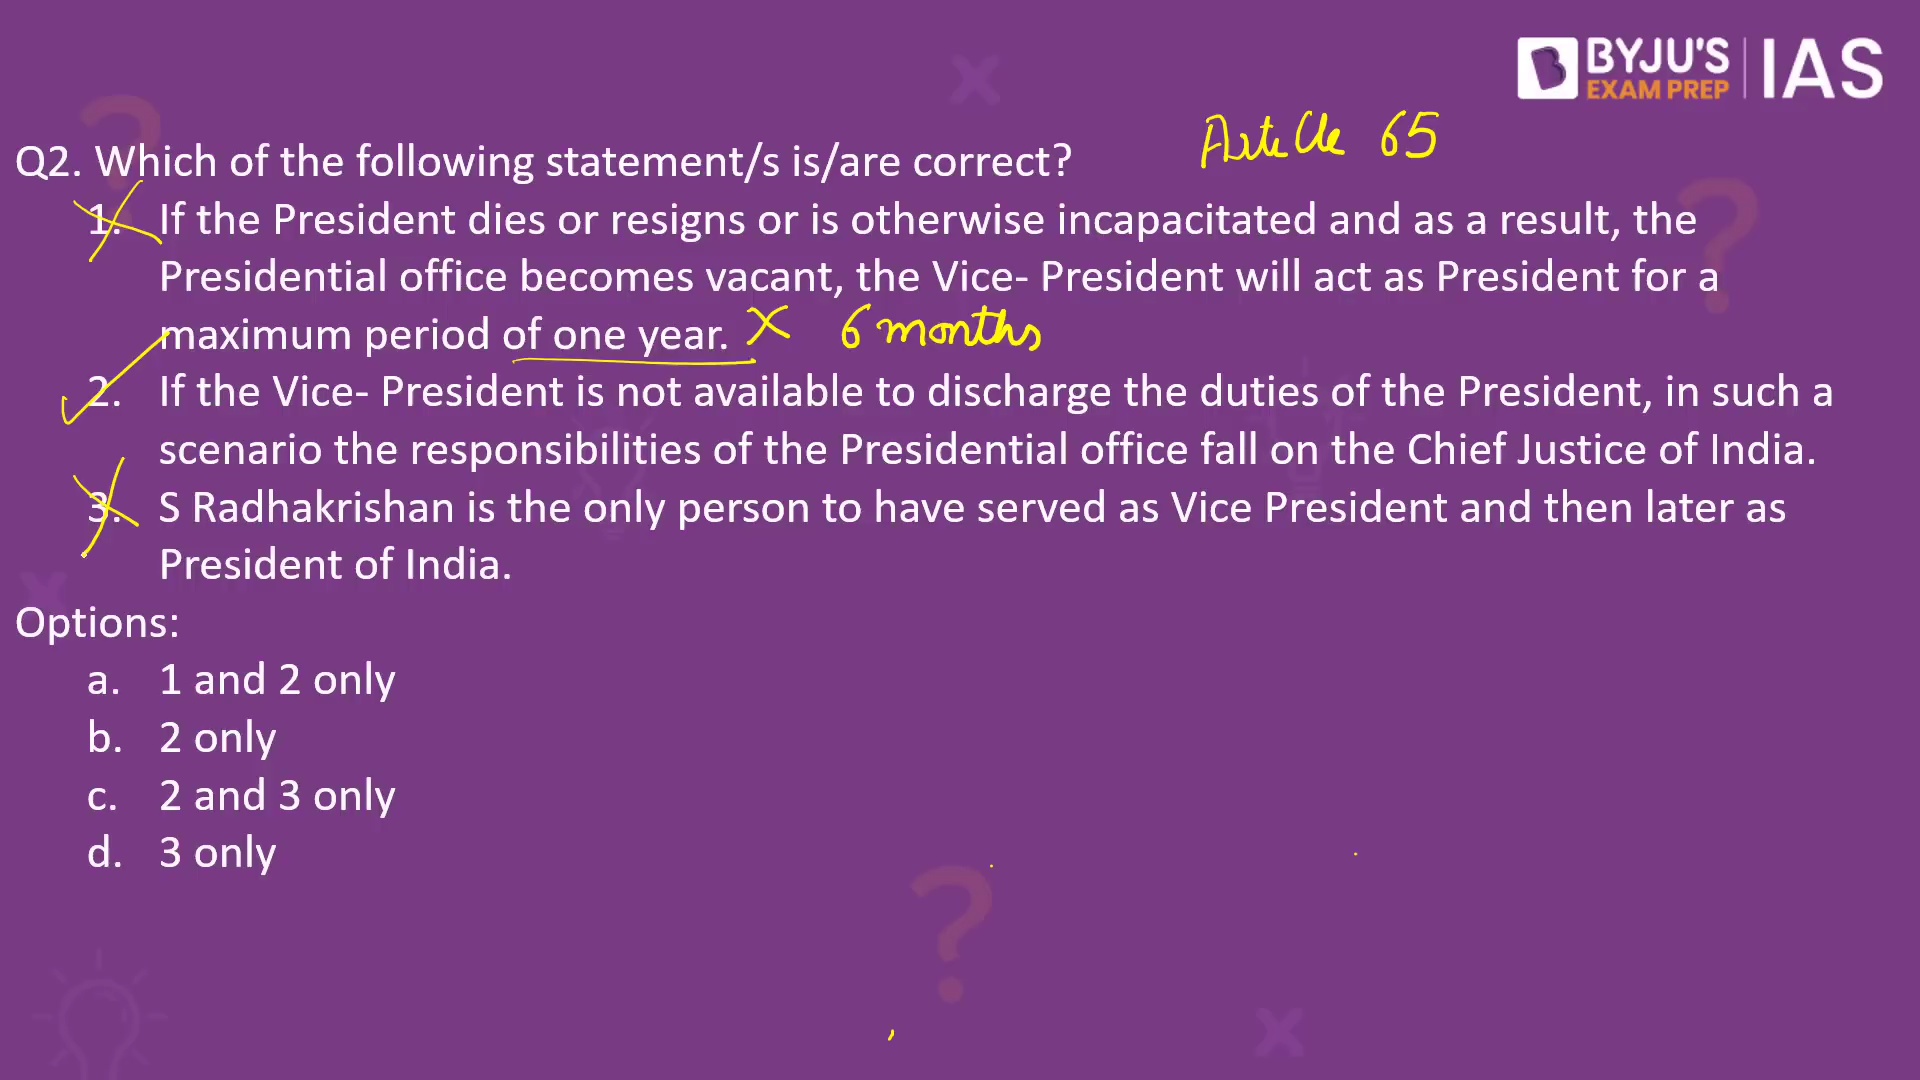 BYJU'S IAS
EXAM PREP
Article 65
Q2. Which of the following statement/s is/are correct?
1. If the President dies or resigns or is otherwise incapacitated and as a result, the
Presidential office becomes vacant, the Vice- President will act as President for a
maximum period of one year. X 6 months
2. If the Vice- President is not available to discharge the duties of the President, in such a
scenario the responsibilities of the Presidential office fall on the Chief Justice of India.
3. S Radhakrishan is the only person to have served as Vice President and then later as
President of India.
Options:
a. 1 and 2 only
b. 2 only
c. 2 and 3 only
d. 3 only